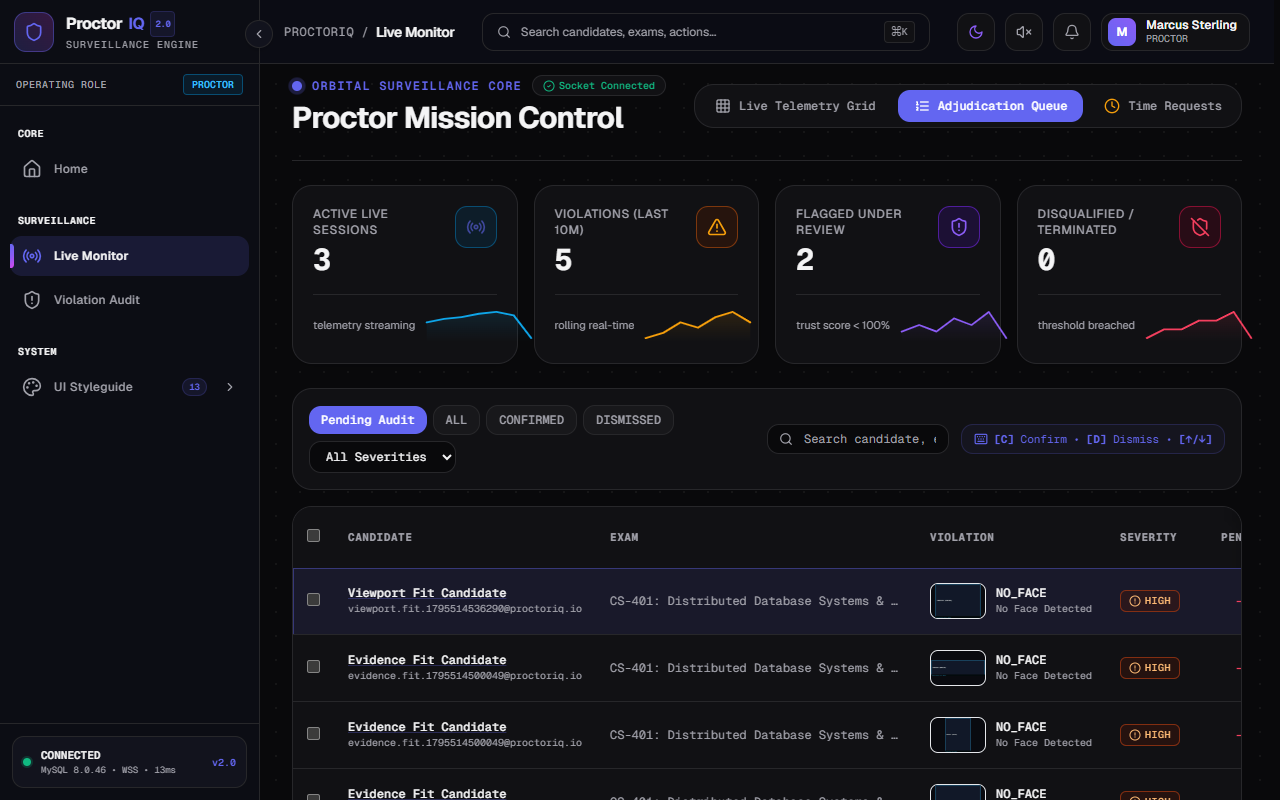 Proctor IQ 2.0
SURVEILLANCE ENGINE
PROCTORIQ / Live Monitor
Search candidates, exams, actions…
⌘K
M
Marcus Sterling
PROCTOR
OPERATING ROLE
PROCTOR
CORE
Home
SURVEILLANCE
Live Monitor
Violation Audit
SYSTEM
UI Styleguide
13
CONNECTED
MySQL 8.0.46 • WSS • 13ms
v2.0
ORBITAL SURVEILLANCE CORE
Socket Connected
Proctor Mission Control
Live Telemetry Grid
Adjudication Queue
Time Requests
ACTIVE LIVE
SESSIONS
3
telemetry streaming
VIOLATIONS (LAST
10M)
5
rolling real-time
FLAGGED UNDER
REVIEW
2
trust score < 100%
DISQUALIFIED /
TERMINATED
0
threshold breached
Pending Audit
ALL
CONFIRMED
DISMISSED
All Severities
Search candidate,
[C] Confirm • [D] Dismiss • [↑/↓]
CANDIDATE EXAM VIOLATION SEVERITY PEN
Viewport Fit Candidate
viewport.fit.1795514536290@proctoriq.io
CS-401: Distributed Database Systems & …
NO_FACE
No Face Detected
HIGH
Evidence Fit Candidate
evidence.fit.1795514500049@proctoriq.io
CS-401: Distributed Database Systems & …
NO_FACE
No Face Detected
HIGH
Evidence Fit Candidate
evidence.fit.1795514500049@proctoriq.io
CS-401: Distributed Database Systems & …
NO_FACE
No Face Detected
HIGH
Evidence Fit Candidate
NO_FACE